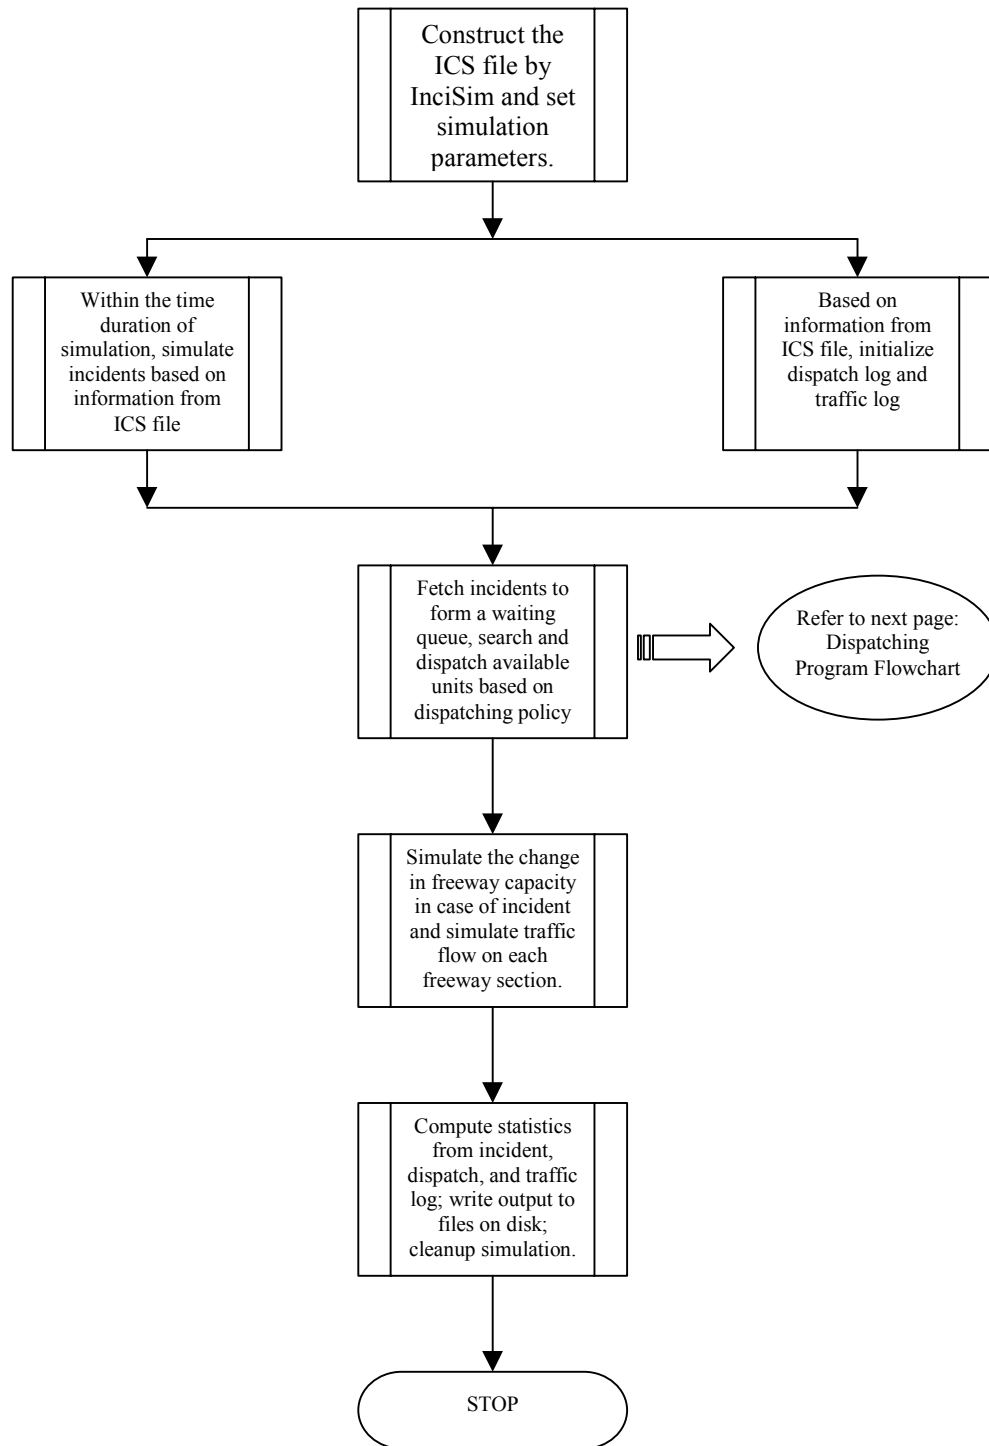 Construct the
ICS file by
InciSim and set
simulation
parameters.
Within the time
duration of
simulation, simulate
incidents based on
information from
ICS file
Based on
information from
ICS file, initialize
dispatch log and
traffic log
Fetch incidents to
form a waiting
queue, search and
dispatch available
units based on
dispatching policy
Refer to next page:
Dispatching
Program Flowchart
Simulate the change
in freeway capacity
in case of incident
and simulate traffic
flow on each
freeway section.
Compute statistics
from incident,
dispatch, and traffic
log; write output to
files on disk;
cleanup simulation.
STOP